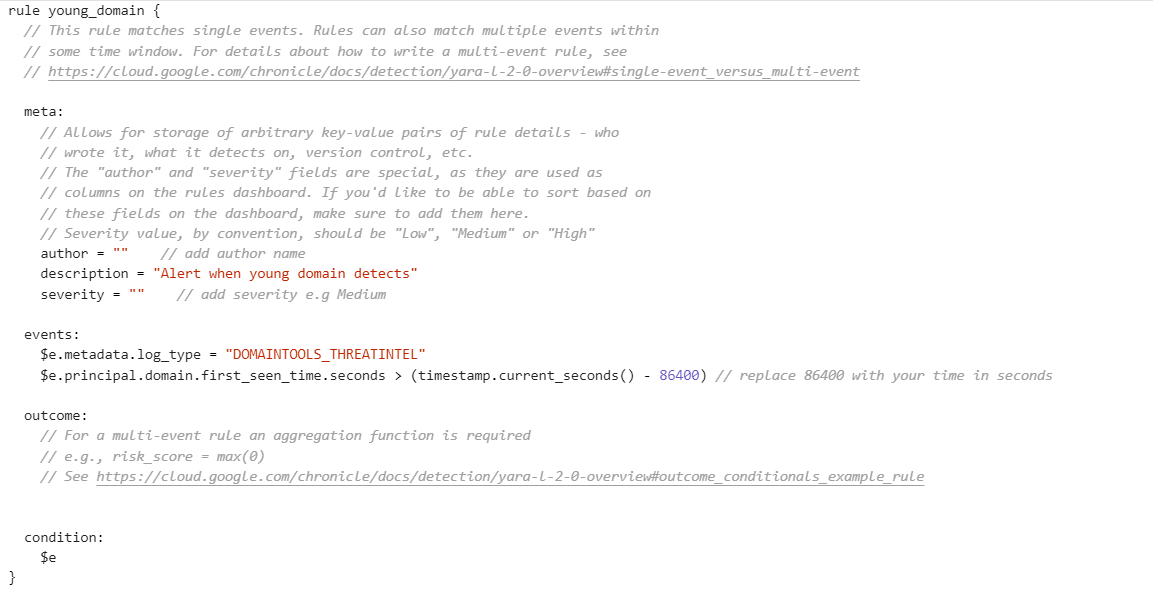 rule young_domain {
  // This rule matches single events. Rules can also match multiple events within
  // some time window. For details about how to write a multi-event rule, see
  // https://cloud.google.com/chronicle/docs/detection/yara-l-2-0-overview#single-event_versus_multi-event
  meta:
    // Allows for storage of arbitrary key-value pairs of rule details - who
    // wrote it, what it detects on, version control, etc.
    // The "author" and "severity" fields are special, as they are used as
    // columns on the rules dashboard. If you'd like to be able to sort based on
    // these fields on the dashboard, make sure to add them here.
    // Severity value, by convention, should be "Low", "Medium" or "High"
    author = ""    // add author name
    description = "Alert when young domain detects"
    severity = ""    // add severity e.g Medium
  events:
    $e.metadata.log_type = "DOMAINTOOLS_THREATINTEL"
    $e.principal.domain.first_seen_time.seconds > (timestamp.current_seconds() - 86400) // replace 86400 with your time in seconds
  outcome:
    // For a multi-event rule an aggregation function is required
    // e.g., risk_score = max(0)
    // See https://cloud.google.com/chronicle/docs/detection/yara-l-2-0-overview#outcome_conditionals_example_rule
  condition:
    $e
}